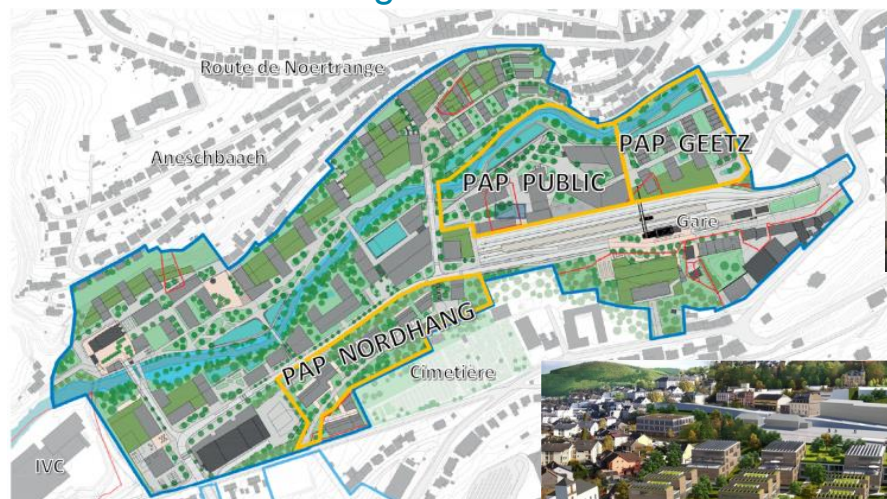 Route de Noertrange
Aneschbaach
PAP GEETZ
PAP PUBLIC
Gare
PAP NORDHANG
Cimetière
IVC